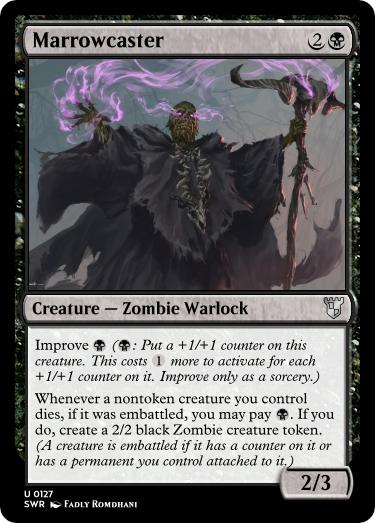 Marrowcaster 2
Creature — Zombie Warlock
Improve (: Put a +1/+1 counter on this
creature. This costs 1 more to activate for each
+1/+1 counter on it. Improve only as a sorcery.)
Whenever a nontoken creature you control
dies, if it was embattled, you may pay . If you
do, create a 2/2 black Zombie creature token.
(A creature is embattled if it has a counter on it or
has a permanent you control attached to it.)
2/3
U 0127
SWR FADLY ROMDHANI